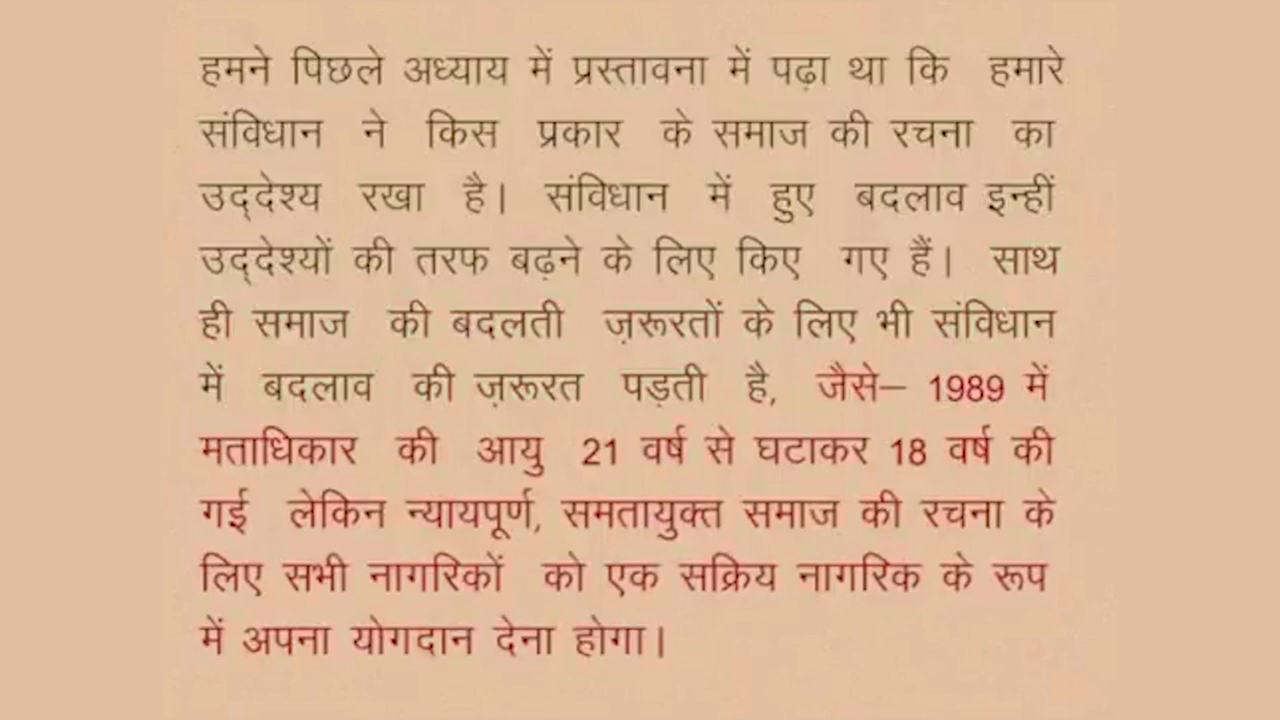 हमने पिछले अध्याय में प्रस्तावना में पढ़ा था कि हमारे
संविधान ने किस प्रकार के समाज की रचना का
उद्देश्य रखा है। संविधान में हुए बदलाव इन्हीं
उद्देश्यों की तरफ बढ़ने के लिए किए गए हैं। साथ
ही समाज की बदलती ज़रूरतों के लिए भी संविधान
में बदलाव की ज़रूरत पड़ती है, जैसे– 1989 में
मताधिकार की आयु 21 वर्ष से घटाकर 18 वर्ष की
गई लेकिन न्यायपूर्ण, समतायुक्त समाज की रचना के
लिए सभी नागरिकों को एक सक्रिय नागरिक के रूप
में अपना योगदान देना होगा।